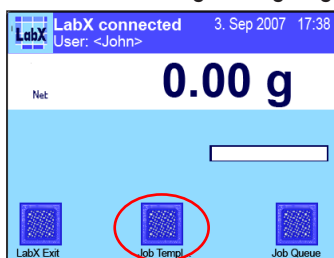 LabX
LabX connected
3. Sep 2007 17:38
User: <John>
Net:
0.00 g
LabX Exit
Job Templ...
Job Queue